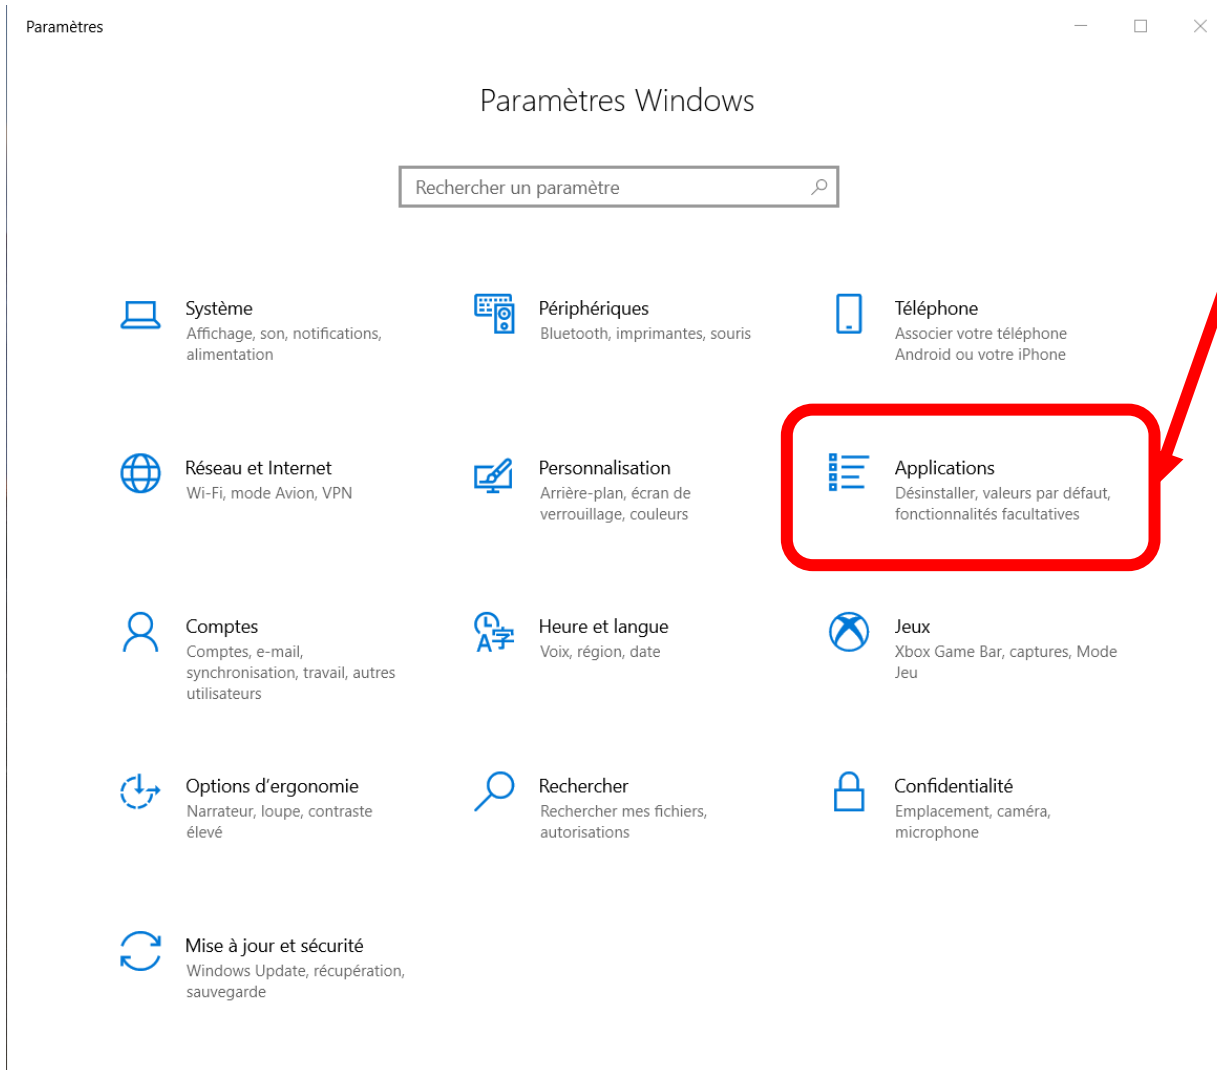 Paramètres
Paramètres Windows
Rechercher un paramètre
Système
Affichage, son, notifications,
alimentation
Périphériques
Bluetooth, imprimantes, souris
Téléphone
Associer votre téléphone
Android ou votre iPhone
Réseau et Internet
Wi-Fi, mode Avion, VPN
Personnalisation
Arrière-plan, écran de
verrouillage, couleurs
Applications
Désinstaller, valeurs par défaut,
fonctionnalités facultatives
Comptes
Comptes, e-mail,
synchronisation, travail, autres
utilisateurs
Heure et langue
Voix, région, date
Jeux
Xbox Game Bar, captures, Mode
Jeu
Options d’ergonomie
Narrateur, loupe, contraste
élevé
Rechercher
Rechercher mes fichiers,
autorisations
Confidentialité
Emplacement, caméra,
microphone
Mise à jour et sécurité
Windows Update, récupération,
sauvegarde